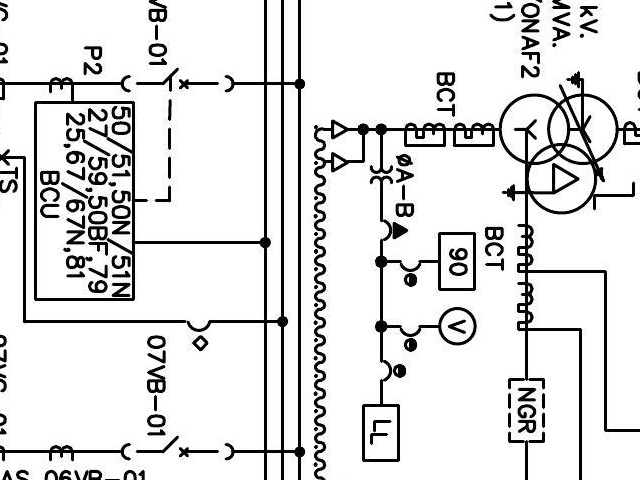 kV.
MVA.
/ONAF2
1)
VB-01
P2
BCT
50/51,50N/51N
27/59,50BF,79
25,67/67N,81
BCU
TS
ØA-B
BCT
90
V
07VB-01
NGR
LL
AS 06VB-01